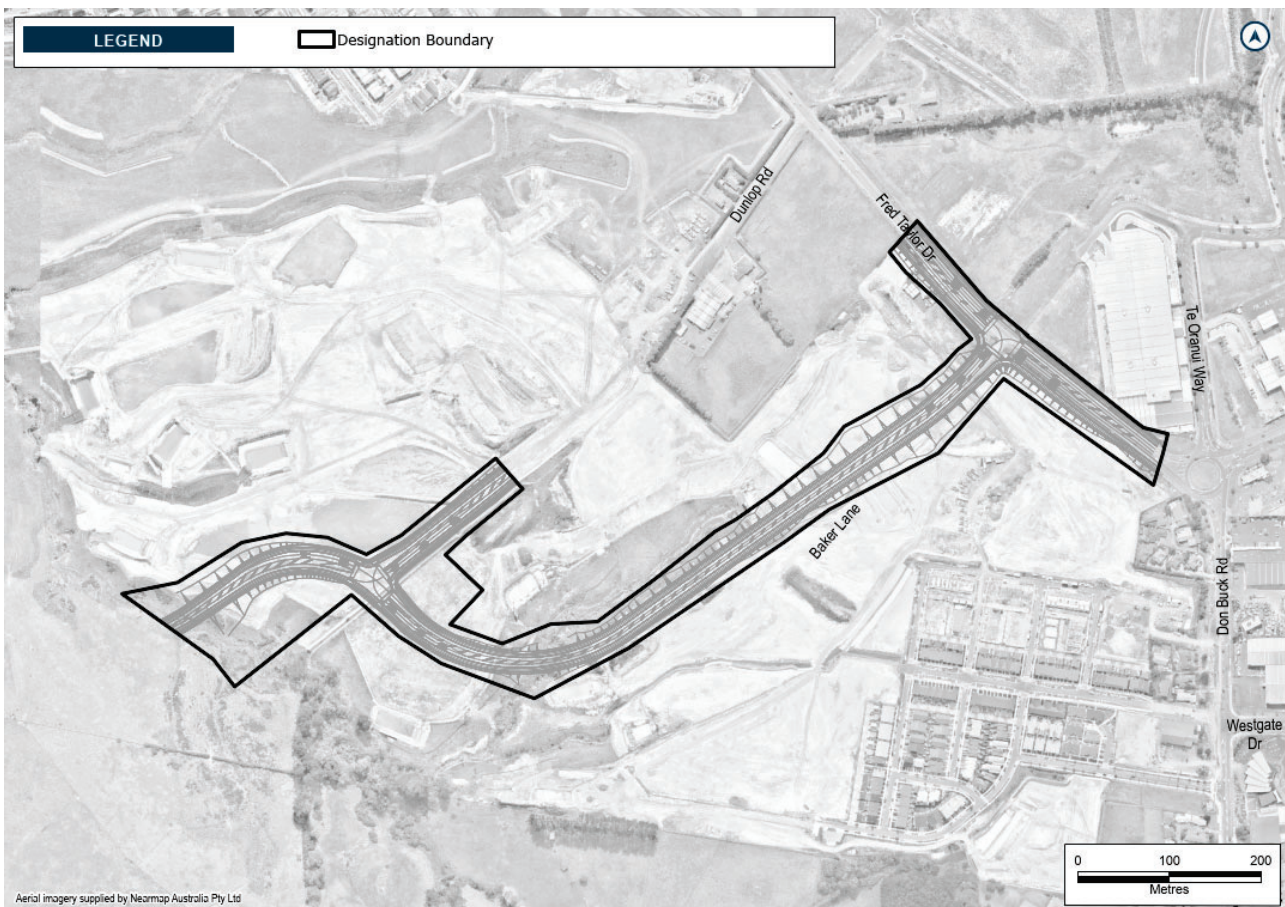 LEGEND
Designation Boundary
Dunlop Rd
Fred Taylor Dr
Te Oranui Way
Baker Lane
Don Buck Rd
Westgate
Dr
0 100 200
Metres
Aerial imagery supplied by Nearmap Australia Pty Ltd